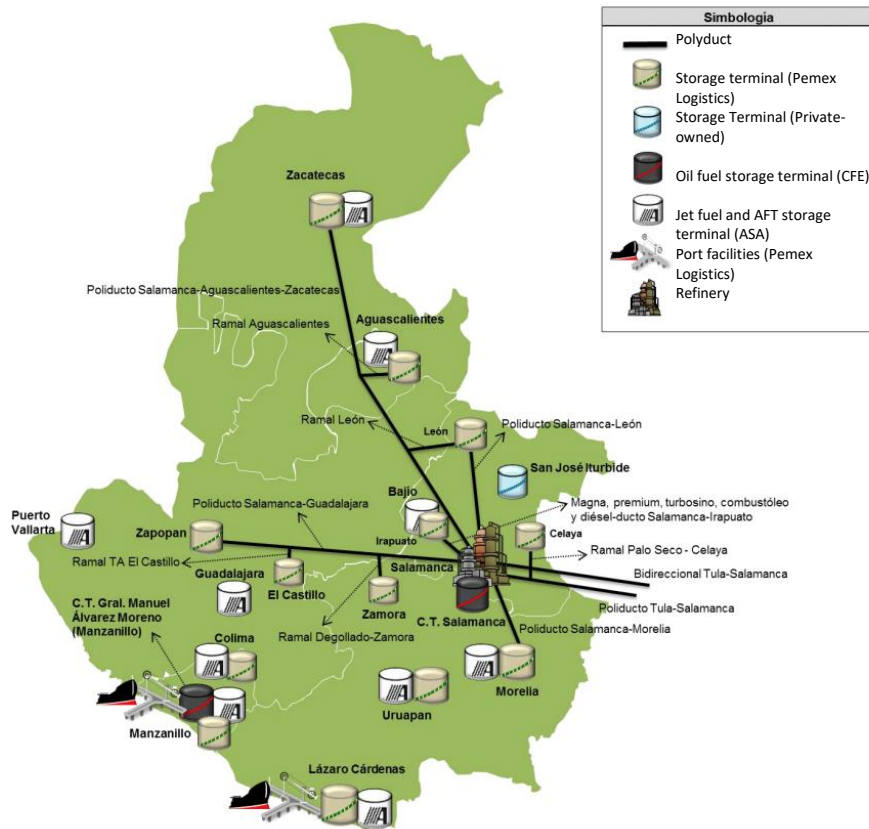 Simbología
Polyduct
Storage terminal (Pemex
Logistics)
Storage Terminal (Private-
owned)
Oil fuel storage terminal (CFE)
Jet fuel and AFT storage
terminal (ASA)
Port facilities (Pemex
Logistics)
Refinery
Zacatecas
Poliducto Salamanca-Aguascalientes-Zacatecas
Ramal Aguascalientes
Aguascalientes
Ramal León
León
Poliducto Salamanca-León
San José Iturbide
Poliducto Salamanca-Guadalajara
Bajío
Magna, premium, turbosino, combustóleo
y diésel-ducto Salamanca-Irapuato
Puerto
Vallarta
Zapopan
Irapuato
Celaya
Ramal TA El Castillo
Salamanca
Ramal Palo Seco - Celaya
Guadalajara
El Castillo
Bidireccional Tula-Salamanca
C.T. Gral. Manuel
Álvarez Moreno
(Manzanillo)
Zamora
C.T. Salamanca
Poliducto Tula-Salamanca
Colima
Ramal Degollado-Zamora
Poliducto Salamanca-Morelia
Morelia
Uruapan
Manzanillo
Lázaro Cárdenas